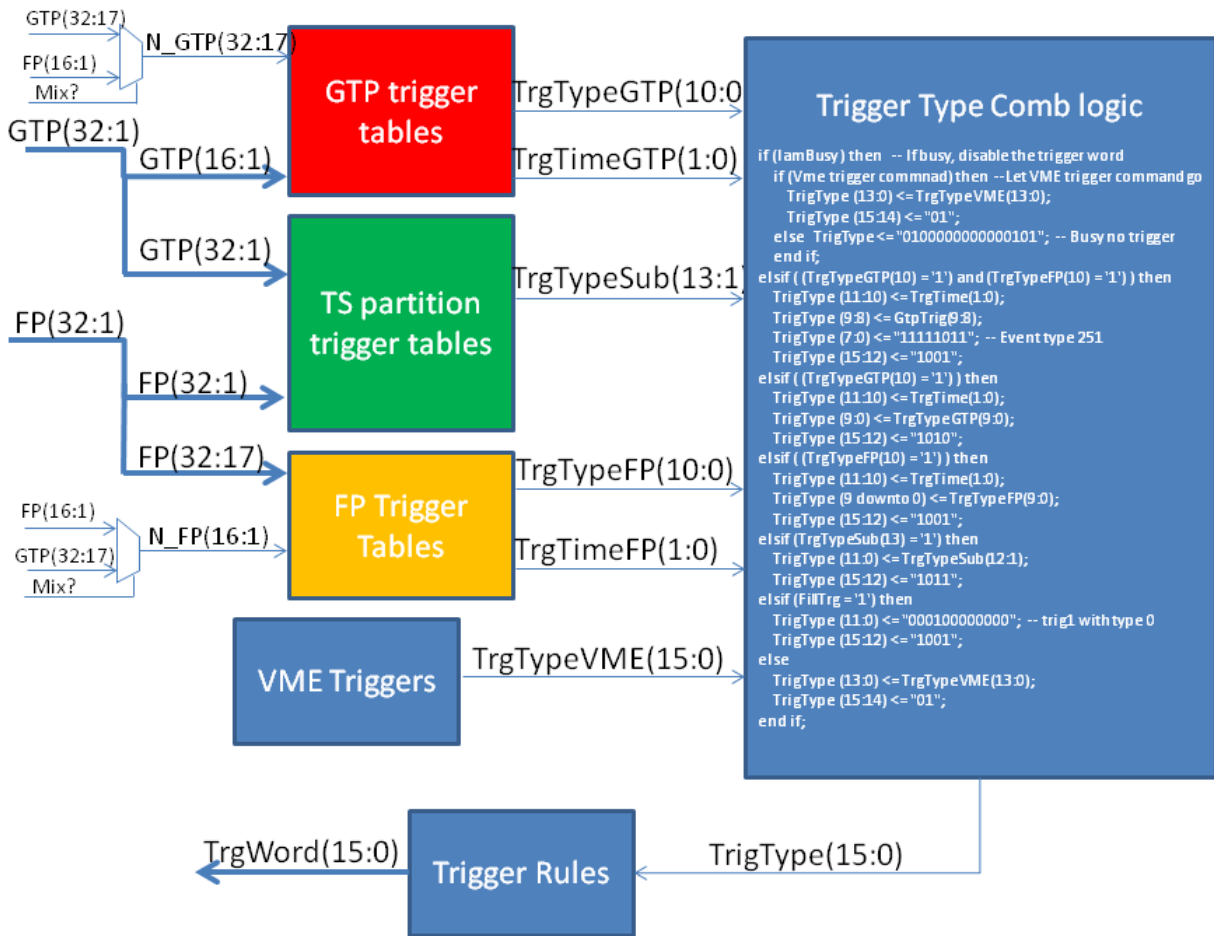 GTP(32:17)
N_GTP(32:17)
FP(16:1)
Mix?
GTP(32:1)
GTP(16:1)
GTP trigger
tables
TrgTypeGTP(10:0
TrgTimeGTP(1:0)
GTP(32:1)
FP(32:1)
FP(32:1)
TS partition
trigger tables
TrgTypeSub(13:1)
FP(32:17)
FP(16:1)
N_FP(16:1)
GTP(32:17)
Mix?
FP Trigger
Tables
TrgTypeFP(10:0)
TrgTimeFP(1:0)
VME Triggers
TrgTypeVME(15:0)
Trigger Type Comb logic
if (IamBusy) then -- If busy, disable the trigger word
if (Vme trigger commnad) then --Let VME trigger command go
TrigType (13:0) <=TrgTypeVME(13:0);
TrigType (15:14) <="01";
else TrigType <="0100000000000101"; -- Busy no trigger
end if;
elsif ( (TrgTypeGTP(10) ='1') and (TrgTypeFP(10) ='1') ) then
TrigType (11:10) <=TrgTime(1:0);
TrigType (9:8) <=GtpTrig(9:8);
TrigType (7:0) <="11111011"; -- Event type 251
TrigType (15:12) <="1001";
elsif ( (TrgTypeGTP(10) ='1') ) then
TrigType (11:10) <=TrgTime(1:0);
TrigType (9:0) <=TrgTypeGTP(9:0);
TrigType (15:12) <="1010";
elsif ( (TrgTypeFP(10) ='1') ) then
TrigType (11:10) <=TrgTime(1:0);
TrigType (9 downto 0) <=TrgTypeFP(9:0);
TrigType (15:12) <="1001";
elsif (TrgTypeSub(13) ='1') then
TrigType (11:0) <=TrgTypeSub(12:1);
TrigType (15:12) <="1011";
elsif (FillTrg ='1') then
TrigType (11:0) <="000100000000"; -- trig1 with type 0
TrigType (15:12) <="1001";
else
TrigType (13:0) <=TrgTypeVME(13:0);
TrigType (15:14) <="01";
end if;
TrgWord(15:0)
Trigger Rules
TrigType(15:0)